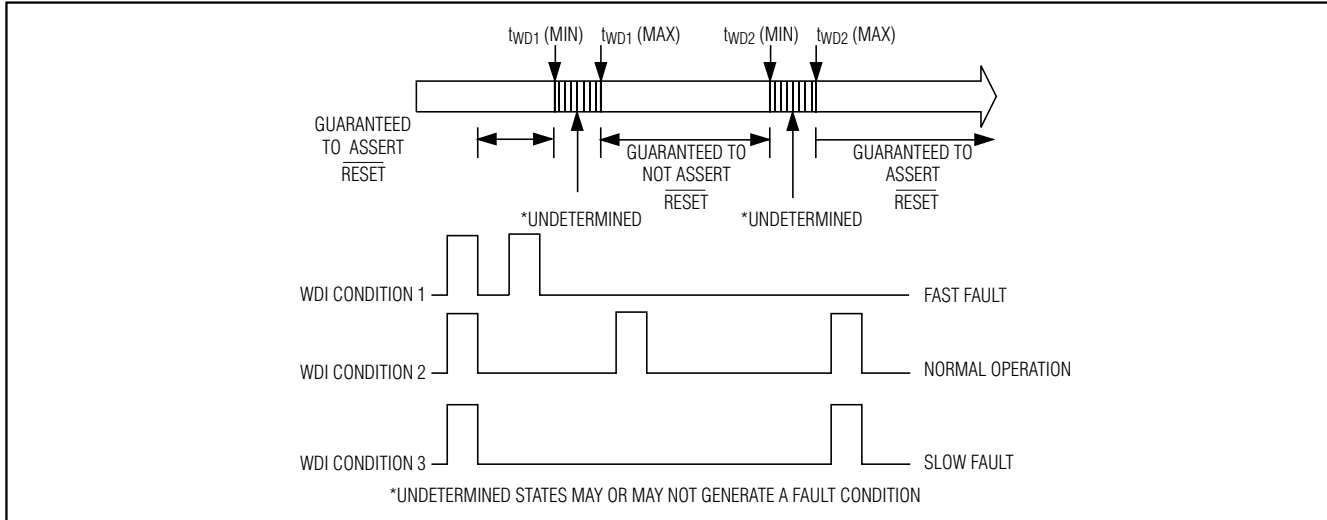 tWD1 (MIN) tWD1 (MAX) tWD2 (MIN) tWD2 (MAX)
GUARANTEED
TO ASSERT
RESET
GUARANTEED TO
NOT ASSERT
RESET
GUARANTEED TO
ASSERT
RESET
*UNDETERMINED *UNDETERMINED
WDI CONDITION 1 FAST FAULT
WDI CONDITION 2 NORMAL OPERATION
WDI CONDITION 3 SLOW FAULT
*UNDETERMINED STATES MAY OR MAY NOT GENERATE A FAULT CONDITION